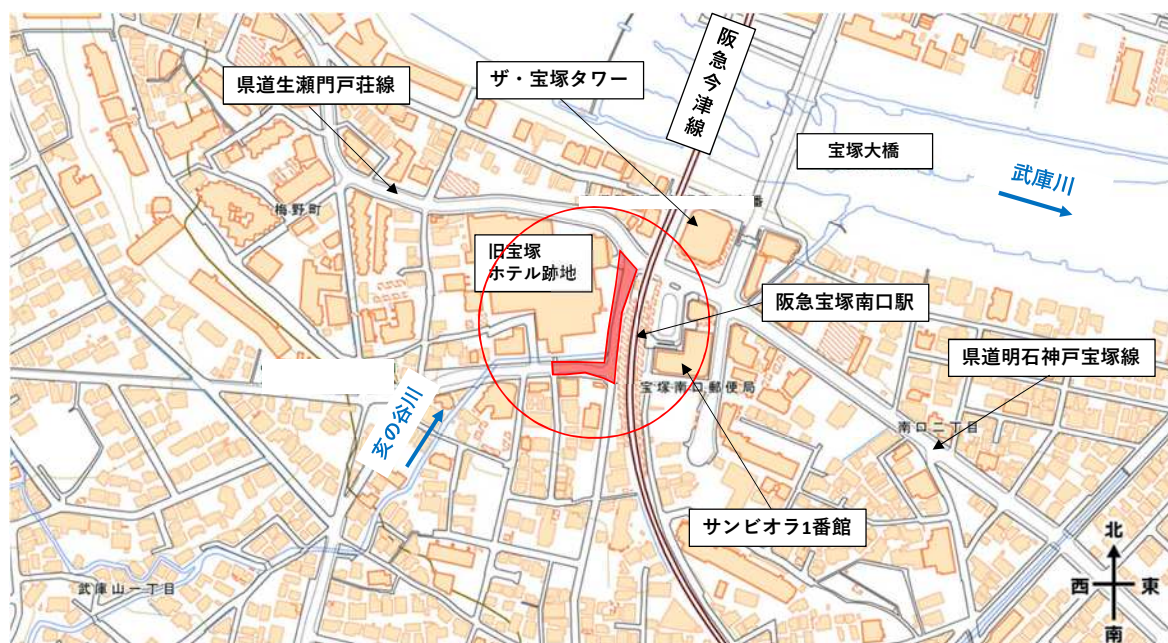 阪急今津線
ザ・宝塚タワー
県道生瀬門戸荘線
宝塚大橋
武庫川
番
梅野町
旧宝塚
ホテル跡地
阪急宝塚南口駅
県道明石神戸宝塚線
宝塚南口郵便局
亥の谷川
南口二丁目
サンビオラ1番館
武庫山一丁目
北
西
東
南